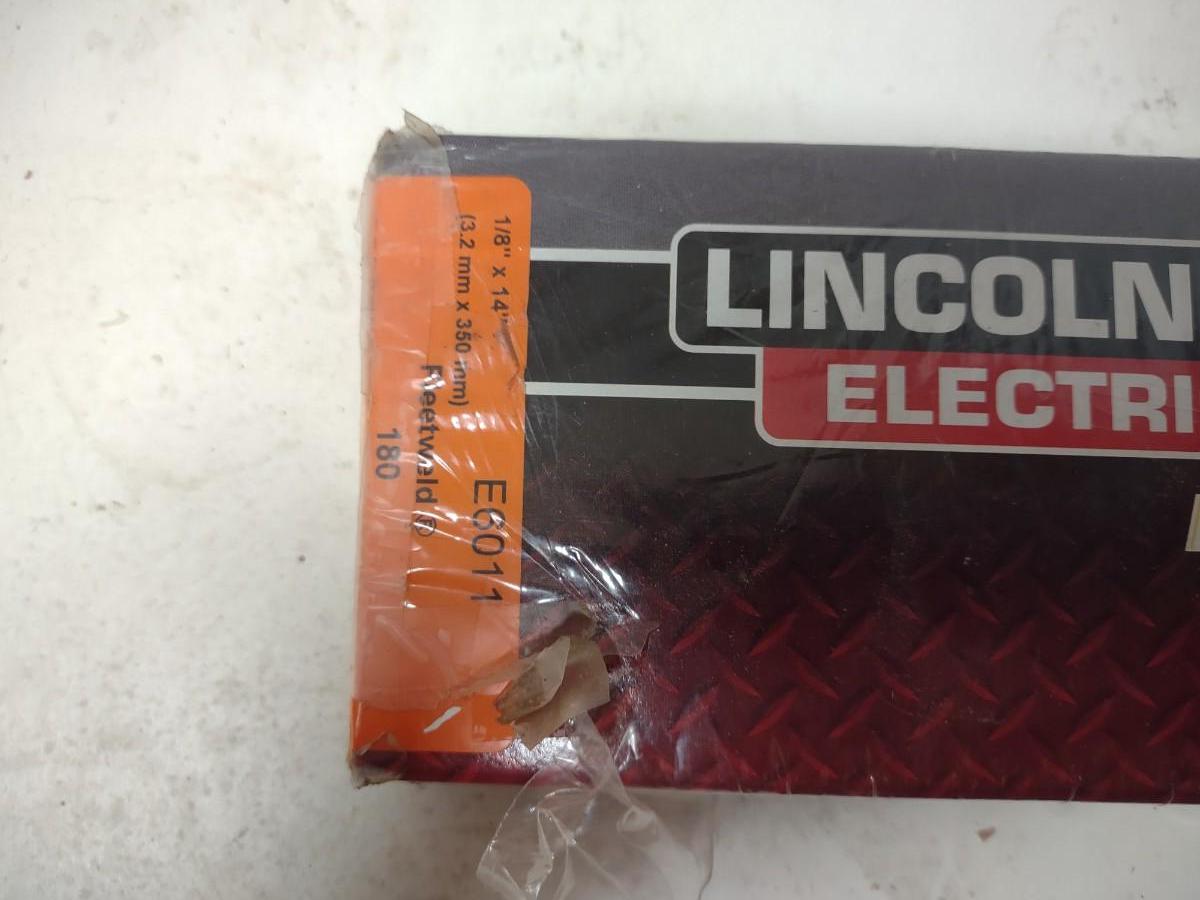 LINCOLN
ELECTRI
1/8" x 14"
(3.2 mm x 350 mm)
E6011
Fleetweld ®
180